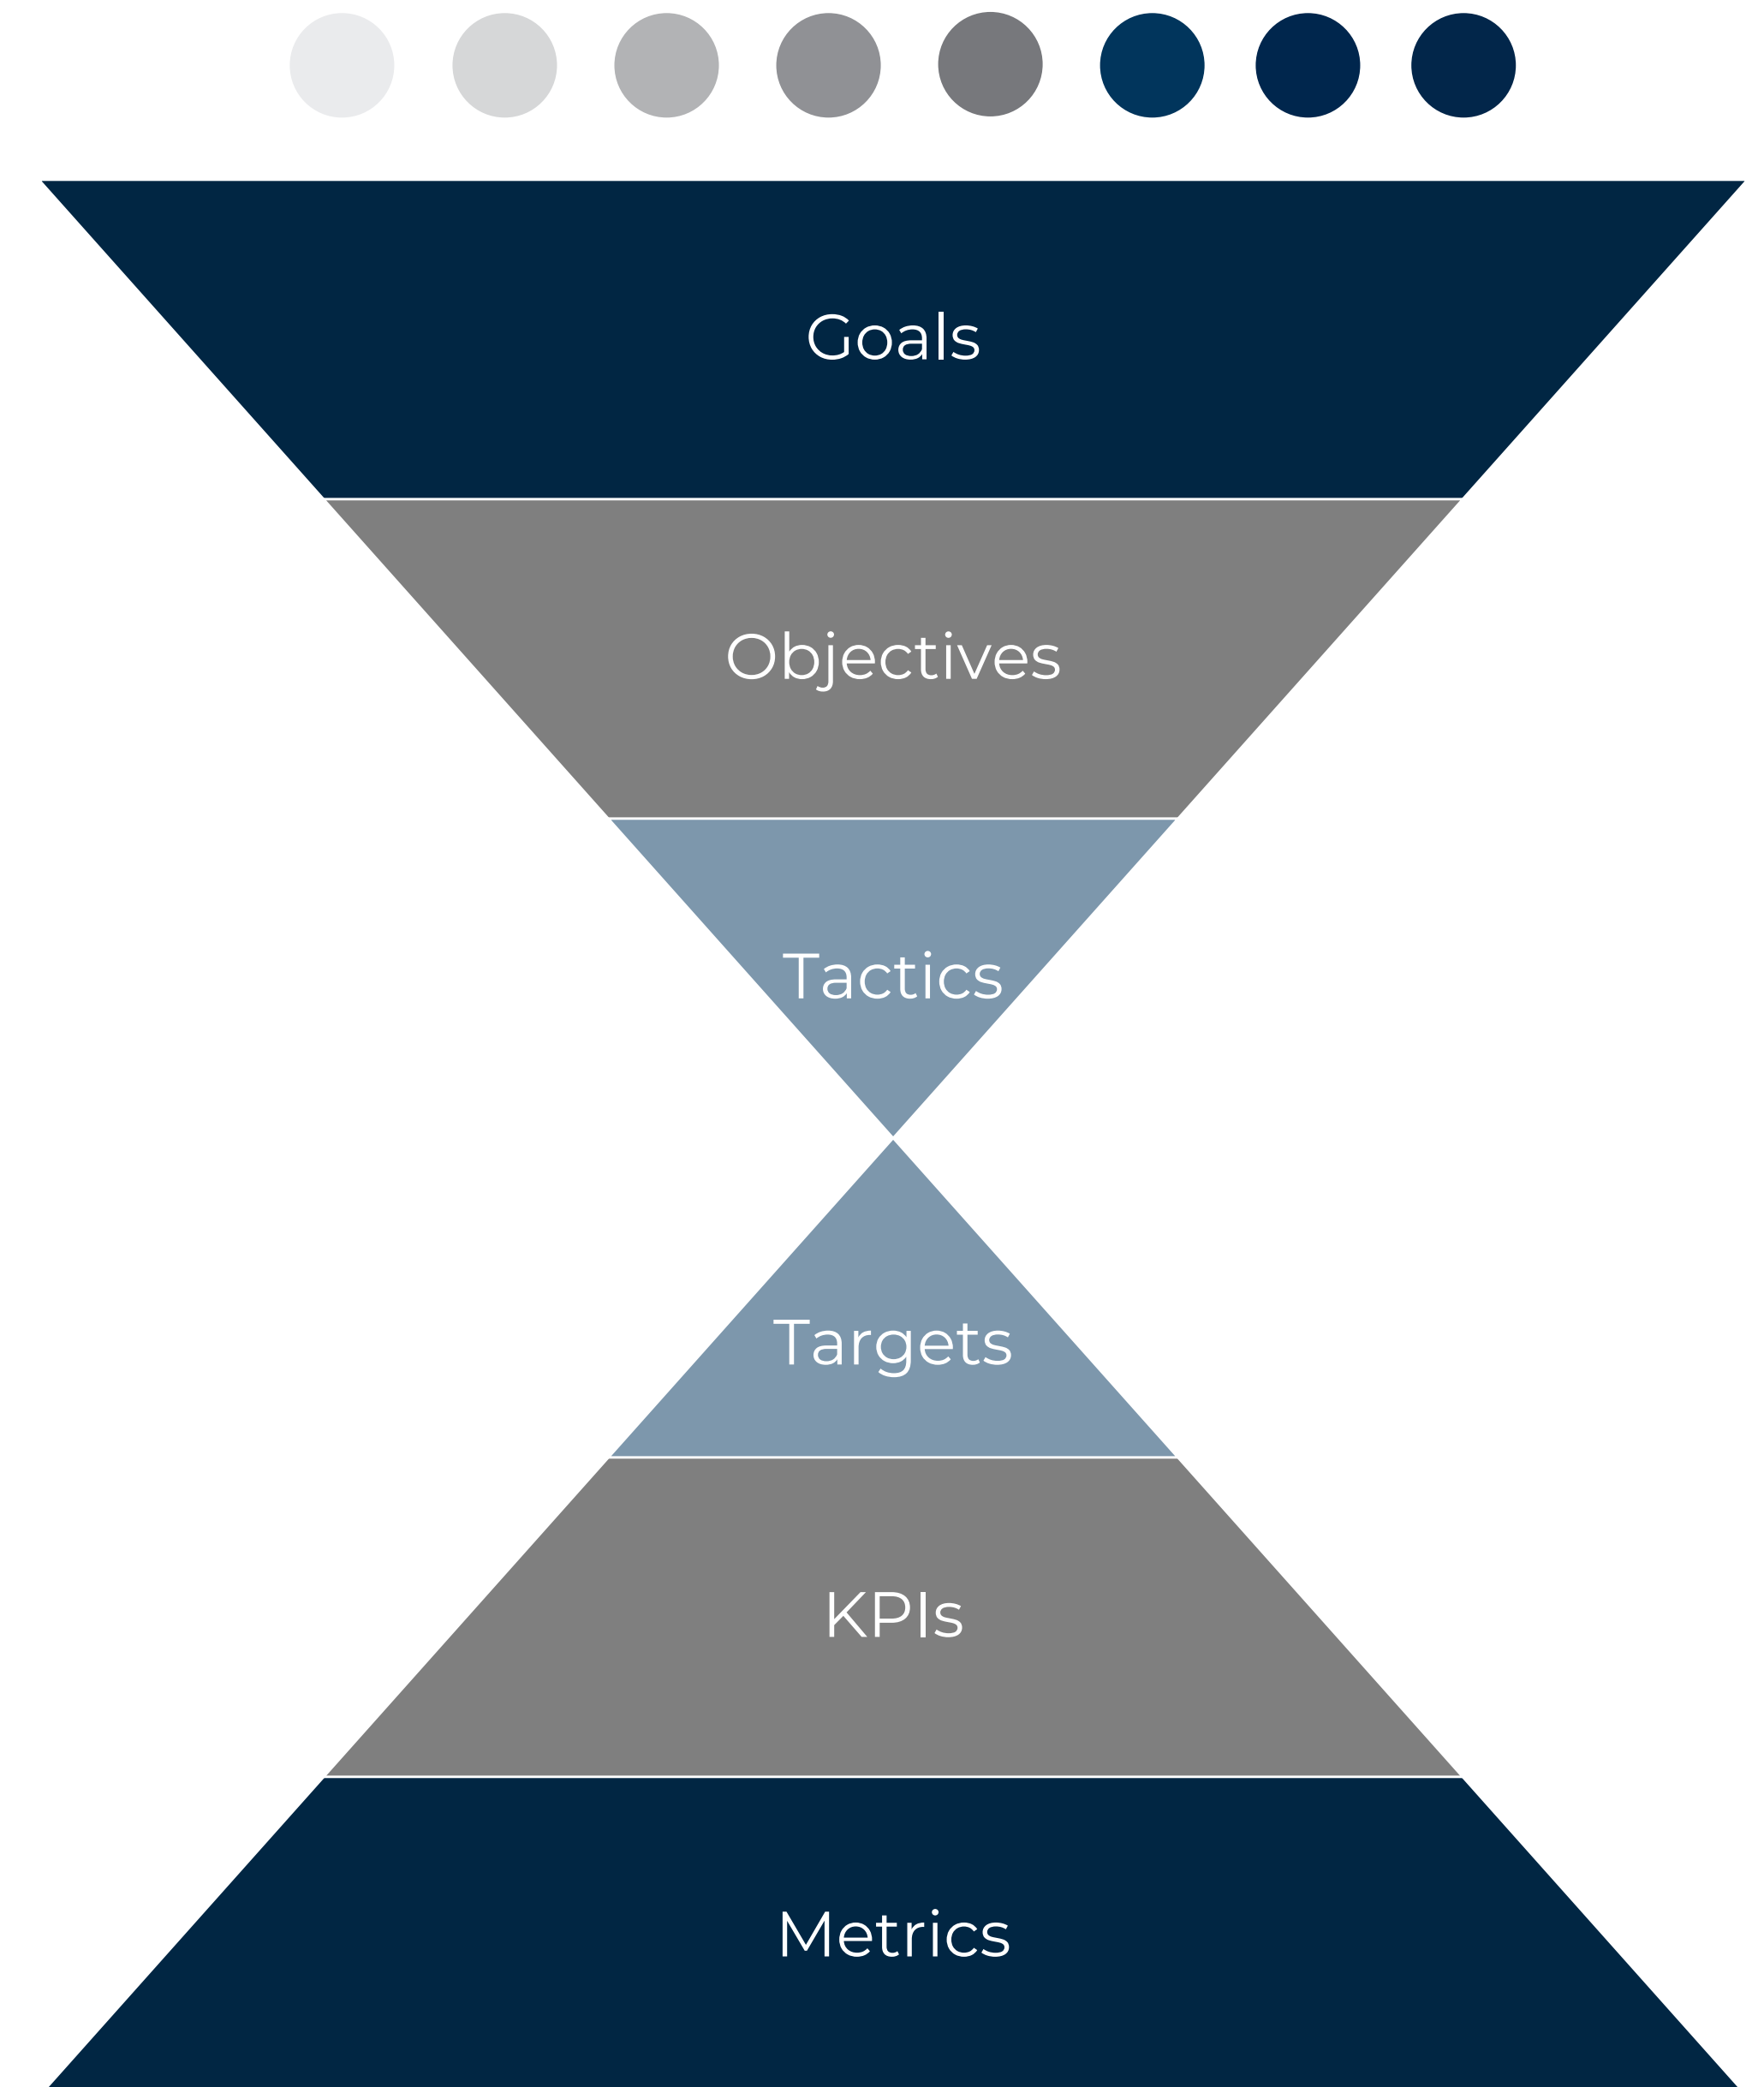 Goals
Objectives
Tactics
Targets
KPIs
Metrics